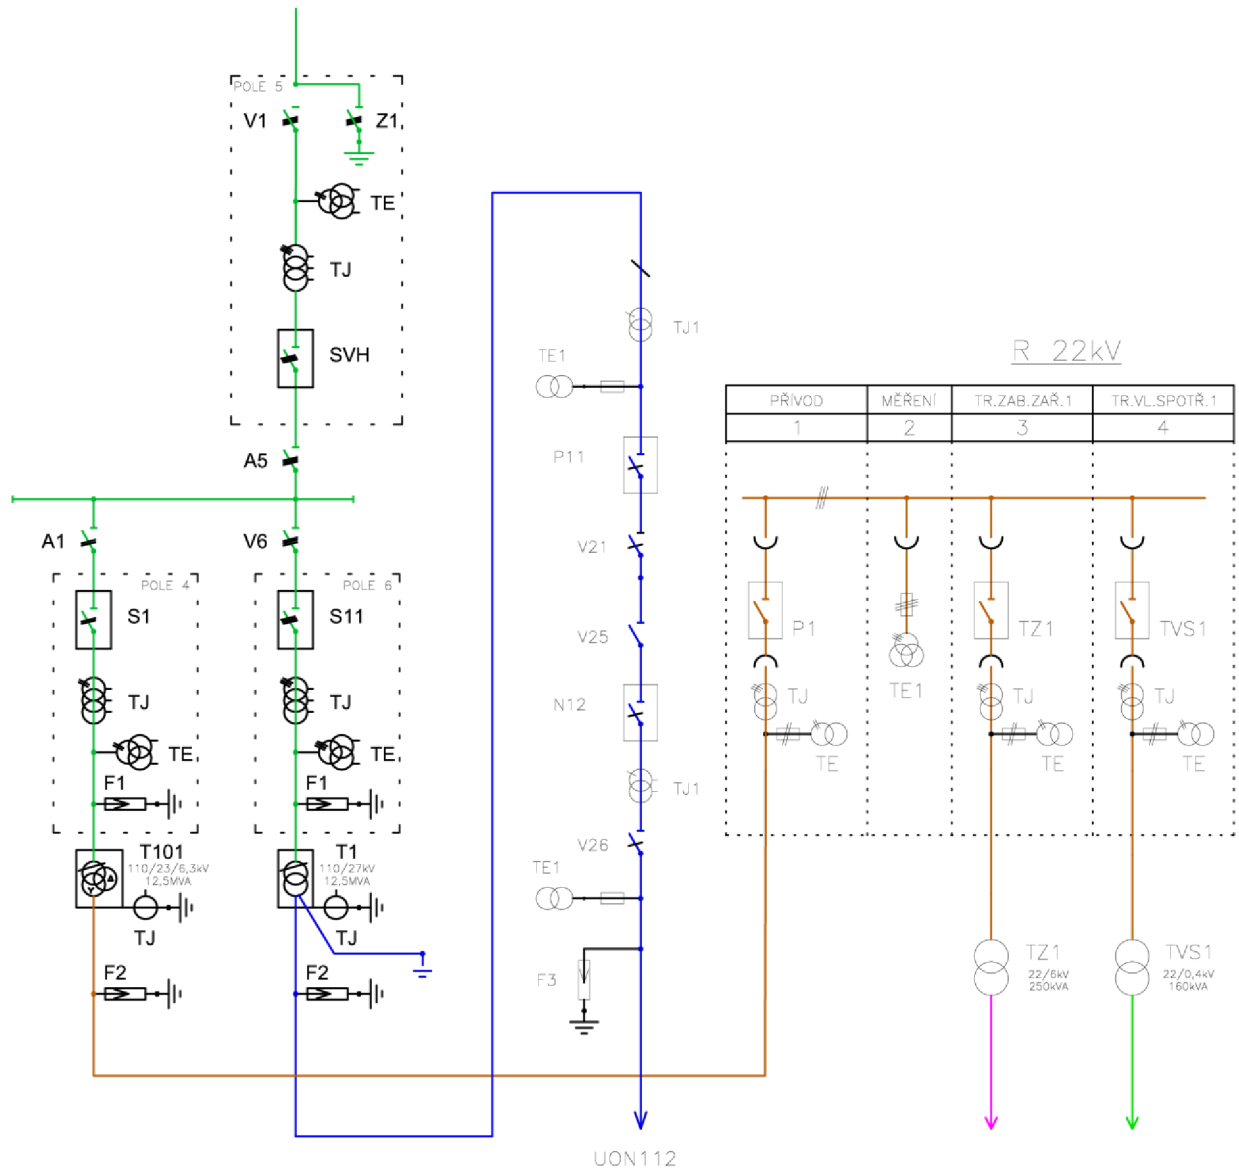 POLE 5
V1
Z1
TE
TJ
SVH
A5
A1
V6
POLE 4
S1
TJ
TE
F1
POLE 6
S11
TJ
TE
F1
T101
110/23/6,3kV
12,5MVA
TJ
F2
T1
110/27kV
12,5MVA
TJ
F2
TJ1
TE1
P11
V21
V25
N12
TJ1
V26
TE1
F3
UON112
R 22kV
PŘÍVOD
MĚŘENÍ
TR.ZAB.ZAŘ.1
TR.VL.SPOTŘ.1
1
2
3
4
P1
TJ
TE
TE1
TZ1
TJ
TE
TVS1
TJ
TE
TZ1
22/6kV
250kVA
TVS1
22/0,4kV
160kVA